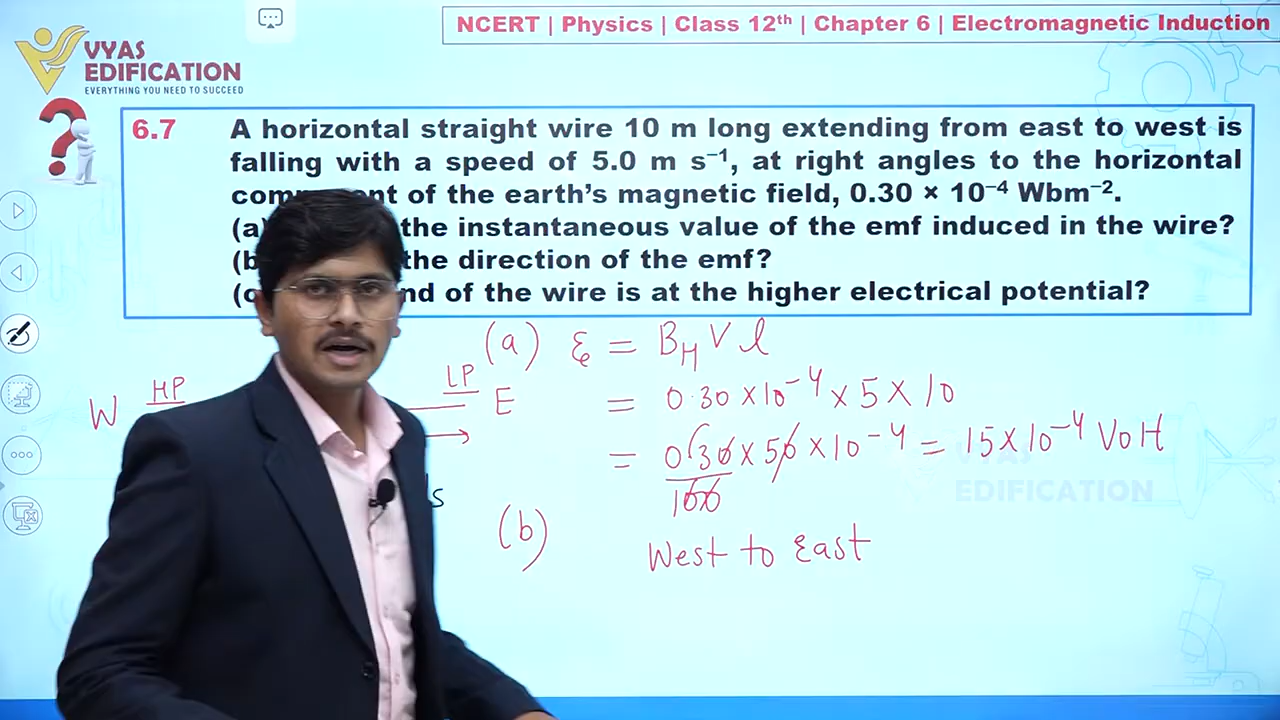 NCERT | Physics | Class 12th | Chapter 6 | Electromagnetic Induction
VYAS
EDIFICATION
EVERYTHING YOU NEED TO SUCCEED
6.7 A horizontal straight wire 10 m long extending from east to west is
falling with a speed of 5.0 m s⁻¹, at right angles to the horizontal
of the earth's magnetic field, 0.30 × 10⁻⁴ Wbm⁻².
(a) the instantaneous value of the emf induced in the wire?
(b the direction of the emf?
of the wire is at the higher electrical potential?
(a) ε = B_H V l
W HP LP E = 0.30 × 10⁻⁴ × 5 × 10
= 0.30 × 50 × 10⁻⁴ = 15 × 10⁻⁴ Volt
100
VYAS
EDIFICATION
(b) West to East